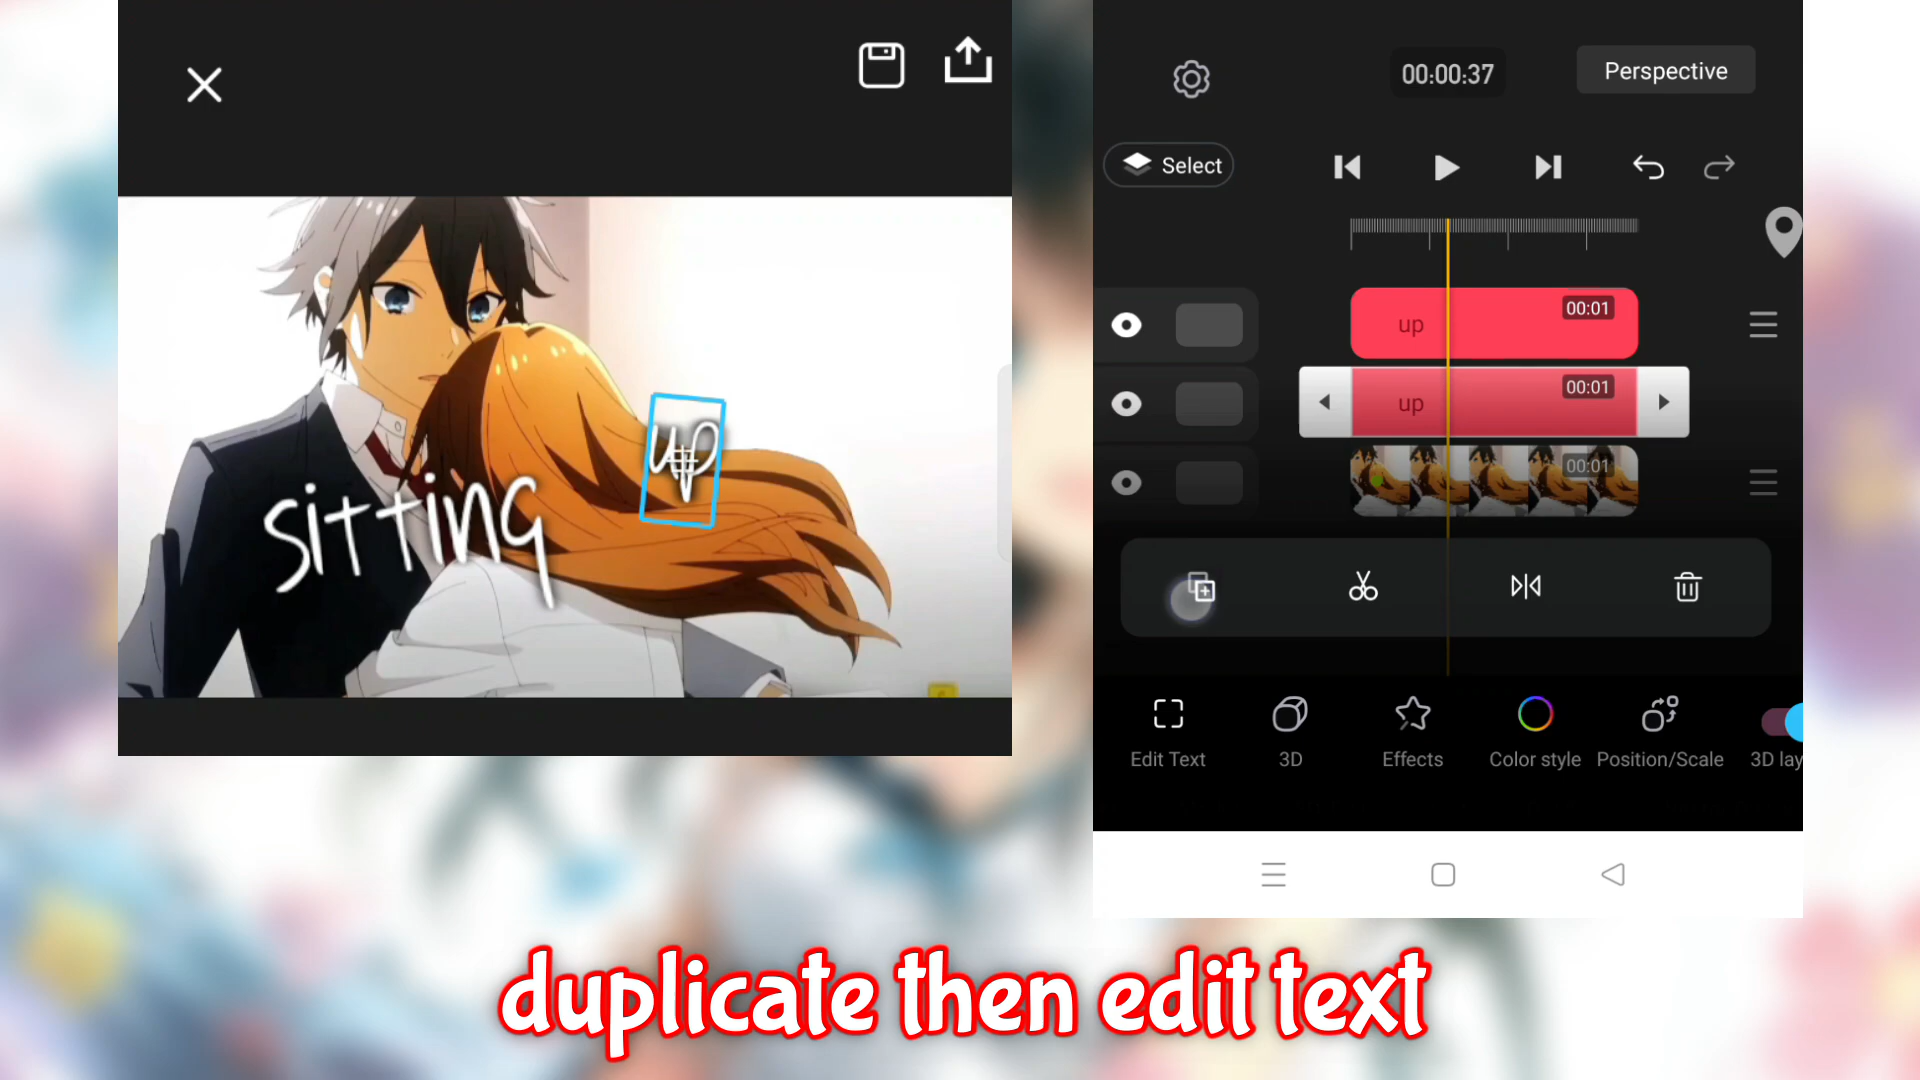 00:00:37
Perspective
Select
sitting
up
up
00:01
up
00:01
00:01
Edit Text
3D
Effects
Color style
Position/Scale
3D lay
duplicate then edit text